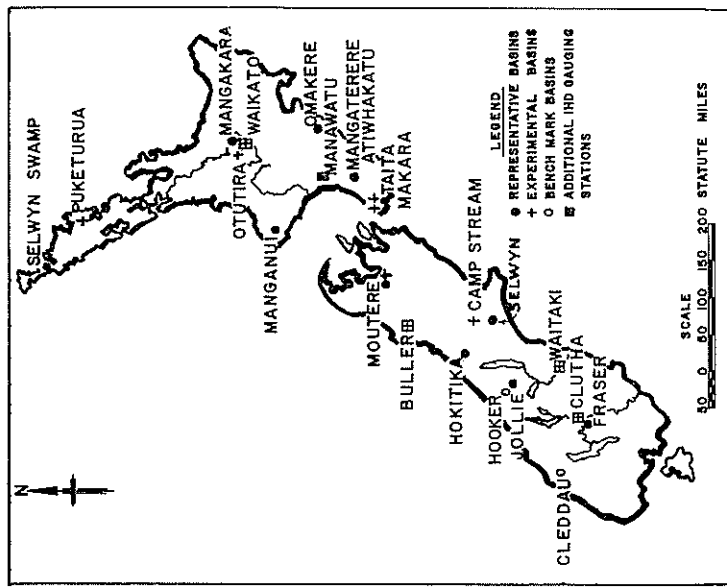 N
SELWYN SWAMP
PUKETURUA
MANGAKARA
OTUTIRA
WAIKATO
MANGANUI
OMAKERE
MANAWATU
MANGATERERE
ATIWHAKATU
TAITA
MAKARA
MOUTERE
BULLER
CAMP STREAM
HOKITIKA
SELWYN
HOOKER
JOLLIE
WAITAKI
CLUTHA
FRASER
CLEDDAU
LEGEND
REPRESENTATIVE BASINS
EXPERIMENTAL BASINS
BENCH MARK BASINS
ADDITIONAL IHD GAUGING
STATIONS
SCALE
50 0 50 100 150 200 STATUTE MILES